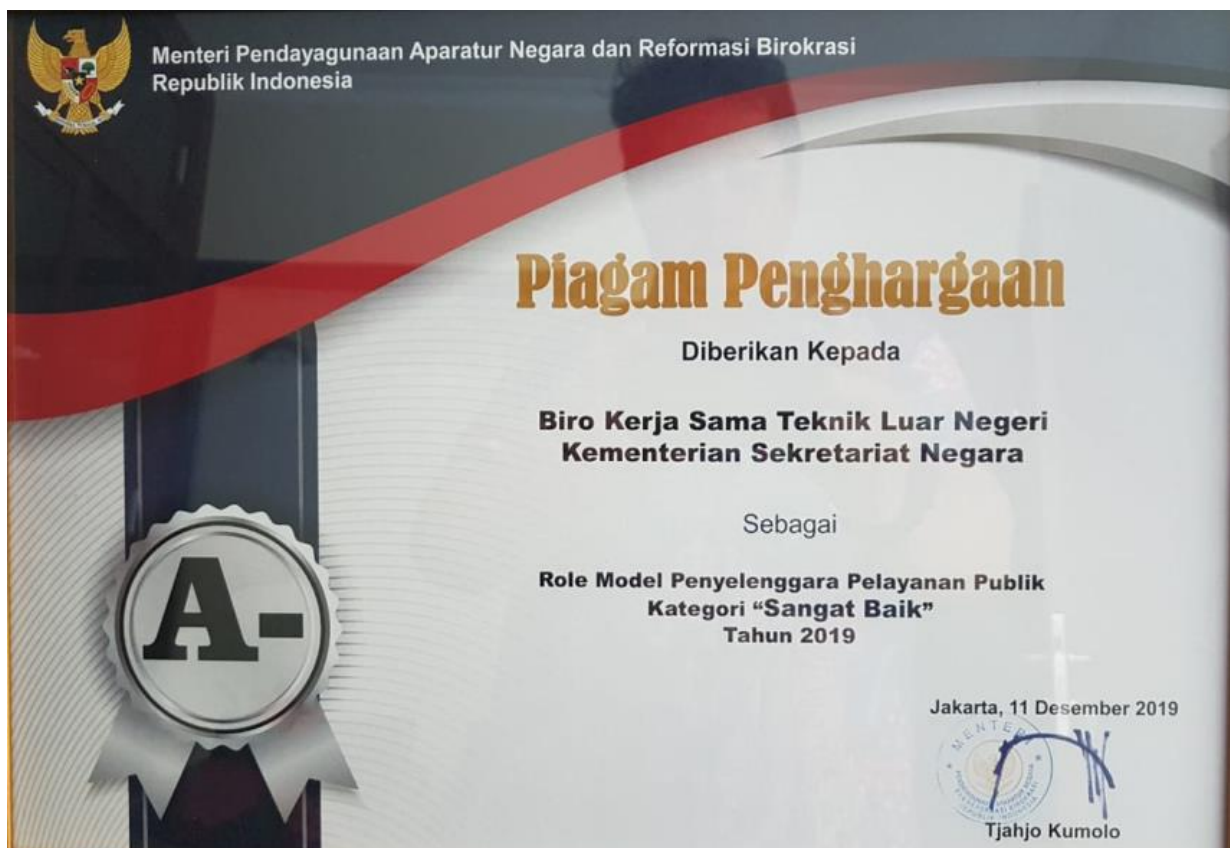 Menteri Pendayagunaan Aparatur Negara dan Reformasi Birokrasi
Republik Indonesia
Piagam Penghargaan
Diberikan Kepada
Biro Kerja Sama Teknik Luar Negeri
Kementerian Sekretariat Negara
Sebagai
Role Model Penyelenggara Pelayanan Publik
Kategori “Sangat Baik”
Tahun 2019
A-
Jakarta, 11 Desember 2019
MENTERI
Tjahjo Kumolo